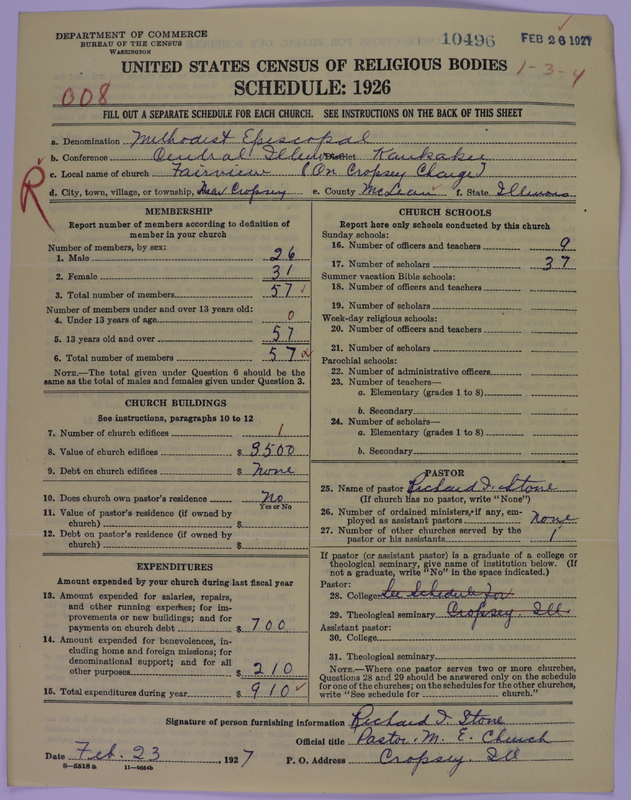 DEPARTMENT OF COMMERCE
BUREAU OF THE CENSUS
WASHINGTON
10496
FEB 26 1927
UNITED STATES CENSUS OF RELIGIOUS BODIES
1-3-4
SCHEDULE: 1926
008
FILL OUT A SEPARATE SCHEDULE FOR EACH CHURCH. SEE INSTRUCTIONS ON THE BACK OF THIS SHEET
a. Denomination Methodist Episcopal
b. Conference Central Illinois Kankakee
c. Local name of church Fairview (On Cropsey Charge)
d. City, town, village, or township, Near Cropsey e. County McLean f. State Illinois
R
MEMBERSHIP
Report number of members according to definition of
member in your church
Number of members, by sex:
1. Male 26
2. Female 31
3. Total number of members 57
Number of members under and over 13 years old:
4. Under 13 years of age 0
5. 13 years old and over 57
6. Total number of members 57
NOTE.—The total given under Question 6 should be the
same as the total of males and females given under Question 3.
CHURCH BUILDINGS
See instructions, paragraphs 10 to 12
7. Number of church edifices 1
8. Value of church edifices $ 3500
9. Debt on church edifices $ None
10. Does church own pastor's residence No
Yes or No
11. Value of pastor's residence (if owned by
church) $
12. Debt on pastor's residence (if owned by
church) $
EXPENDITURES
Amount expended by your church during last fiscal year
13. Amount expended for salaries, repairs,
and other running expenses; for im-
provements or new buildings; and for
payments on church debt $ 700
14. Amount expended for benevolences, in-
cluding home and foreign missions; for
denominational support; and for all
other purposes $ 210
15. Total expenditures during year $ 910
CHURCH SCHOOLS
Report here only schools conducted by this church
Sunday schools:
16. Number of officers and teachers 9
17. Number of scholars 37
Summer vacation Bible schools:
18. Number of officers and teachers
19. Number of scholars
Week-day religious schools:
20. Number of officers and teachers
21. Number of scholars
Parochial schools:
22. Number of administrative officers
23. Number of teachers—
a. Elementary (grades 1 to 8)
b. Secondary
24. Number of scholars—
a. Elementary (grades 1 to 8)
b. Secondary
PASTOR
25. Name of pastor Richard I. Stone
(If church has no pastor, write "None")
26. Number of ordained ministers, if any, em-
ployed as assistant pastors none
27. Number of other churches served by the
pastor or his assistants 1
If pastor (or assistant pastor) is a graduate of a college or
theological seminary, give name of institution below. (If
not a graduate, write "No" in the space indicated.)
Pastor:
28. College See Schedule for
29. Theological seminary Cropsey. Ill.
Assistant pastor:
30. College
31. Theological seminary
NOTE.—Where one pastor serves two or more churches,
Questions 28 and 29 should be answered only on the schedule
for one of the churches; on the schedules for the other churches,
write "See schedule for church."
Signature of person furnishing information Richard I. Stone
Official title Pastor. M. E. Church
Date Feb. 23, 1927 P. O. Address Cropsey. Ill
8—5518 a 11—9554b